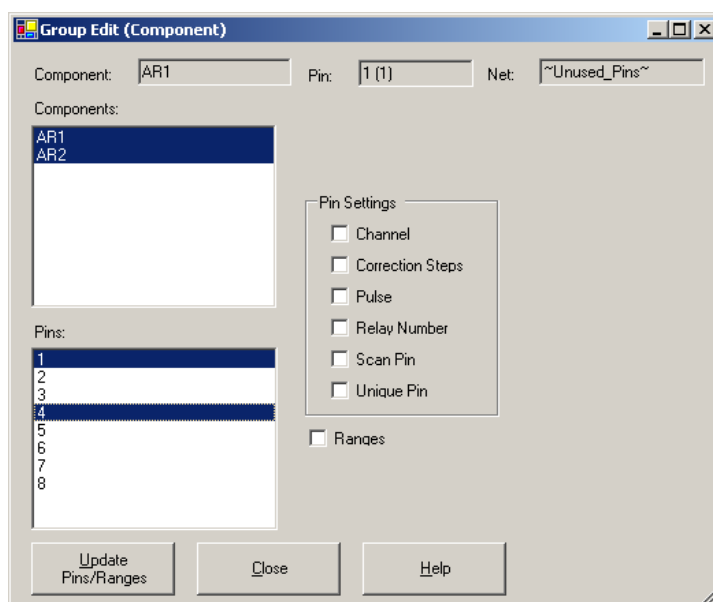 Group Edit (Component)
Component: AR1 Pin: 1 (1) Net: ~Unused_Pins~
Components:
AR1
AR2
Pin Settings
Channel
Correction Steps
Pulse
Relay Number
Scan Pin
Unique Pin
Ranges
Pins:
1
2
3
4
5
6
7
8
Update
Pins/Ranges
Close
Help